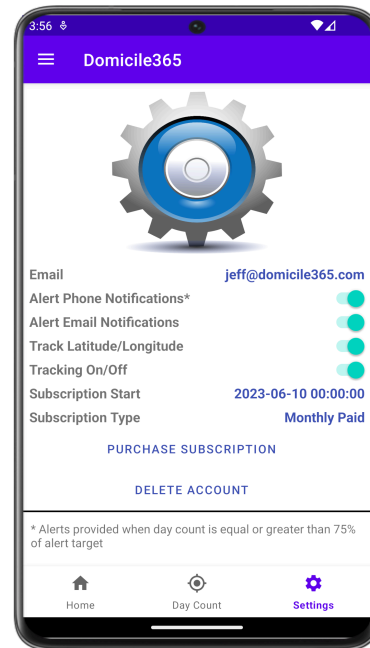 3:56
Domicile365
Email jeff@domicile365.com
Alert Phone Notifications*
Alert Email Notifications
Track Latitude/Longitude
Tracking On/Off
Subscription Start 2023-06-10 00:00:00
Subscription Type Monthly Paid
PURCHASE SUBSCRIPTION
DELETE ACCOUNT
* Alerts provided when day count is equal or greater than 75%
of alert target
Home Day Count Settings